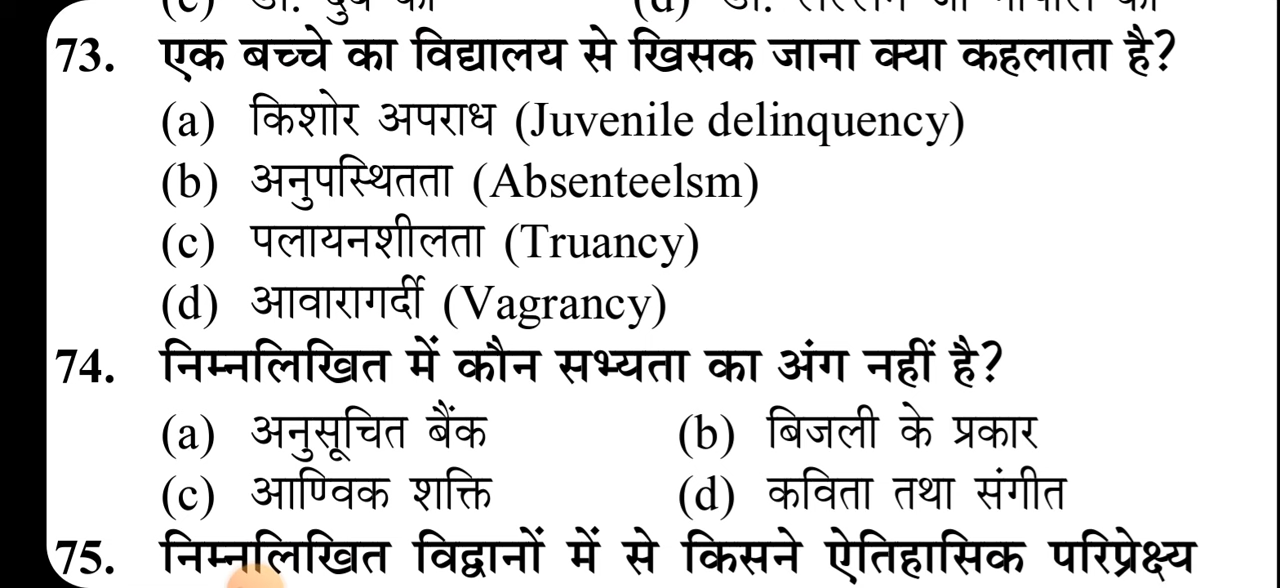 73. एक बच्चे का विद्यालय से खिसक जाना क्या कहलाता है?
(a) किशोर अपराध (Juvenile delinquency)
(b) अनुपस्थितता (Absenteelsm)
(c) पलायनशीलता (Truancy)
(d) आवारागर्दी (Vagrancy)
74. निम्नलिखित में कौन सभ्यता का अंग नहीं है?
(a) अनुसूचित बैंक (b) बिजली के प्रकार
(c) आण्विक शक्ति (d) कविता तथा संगीत
75. निम्नलिखित विद्वानों में से किसने ऐतिहासिक परिप्रेक्ष्य